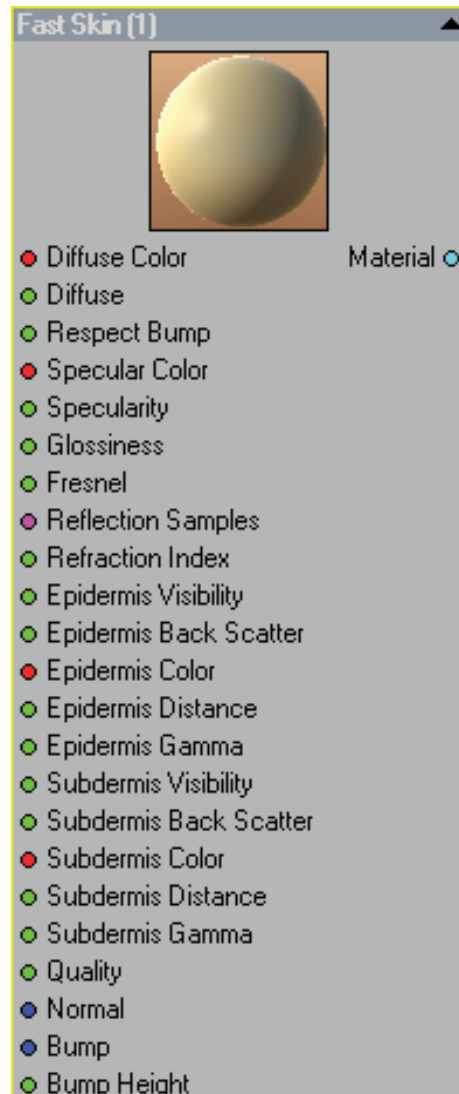 Fast Skin (1)
Diffuse Color Material
Diffuse
Respect Bump
Specular Color
Specularity
Glossiness
Fresnel
Reflection Samples
Refraction Index
Epidermis Visibility
Epidermis Back Scatter
Epidermis Color
Epidermis Distance
Epidermis Gamma
Subdermis Visibility
Subdermis Back Scatter
Subdermis Color
Subdermis Distance
Subdermis Gamma
Quality
Normal
Bump
Bump Height